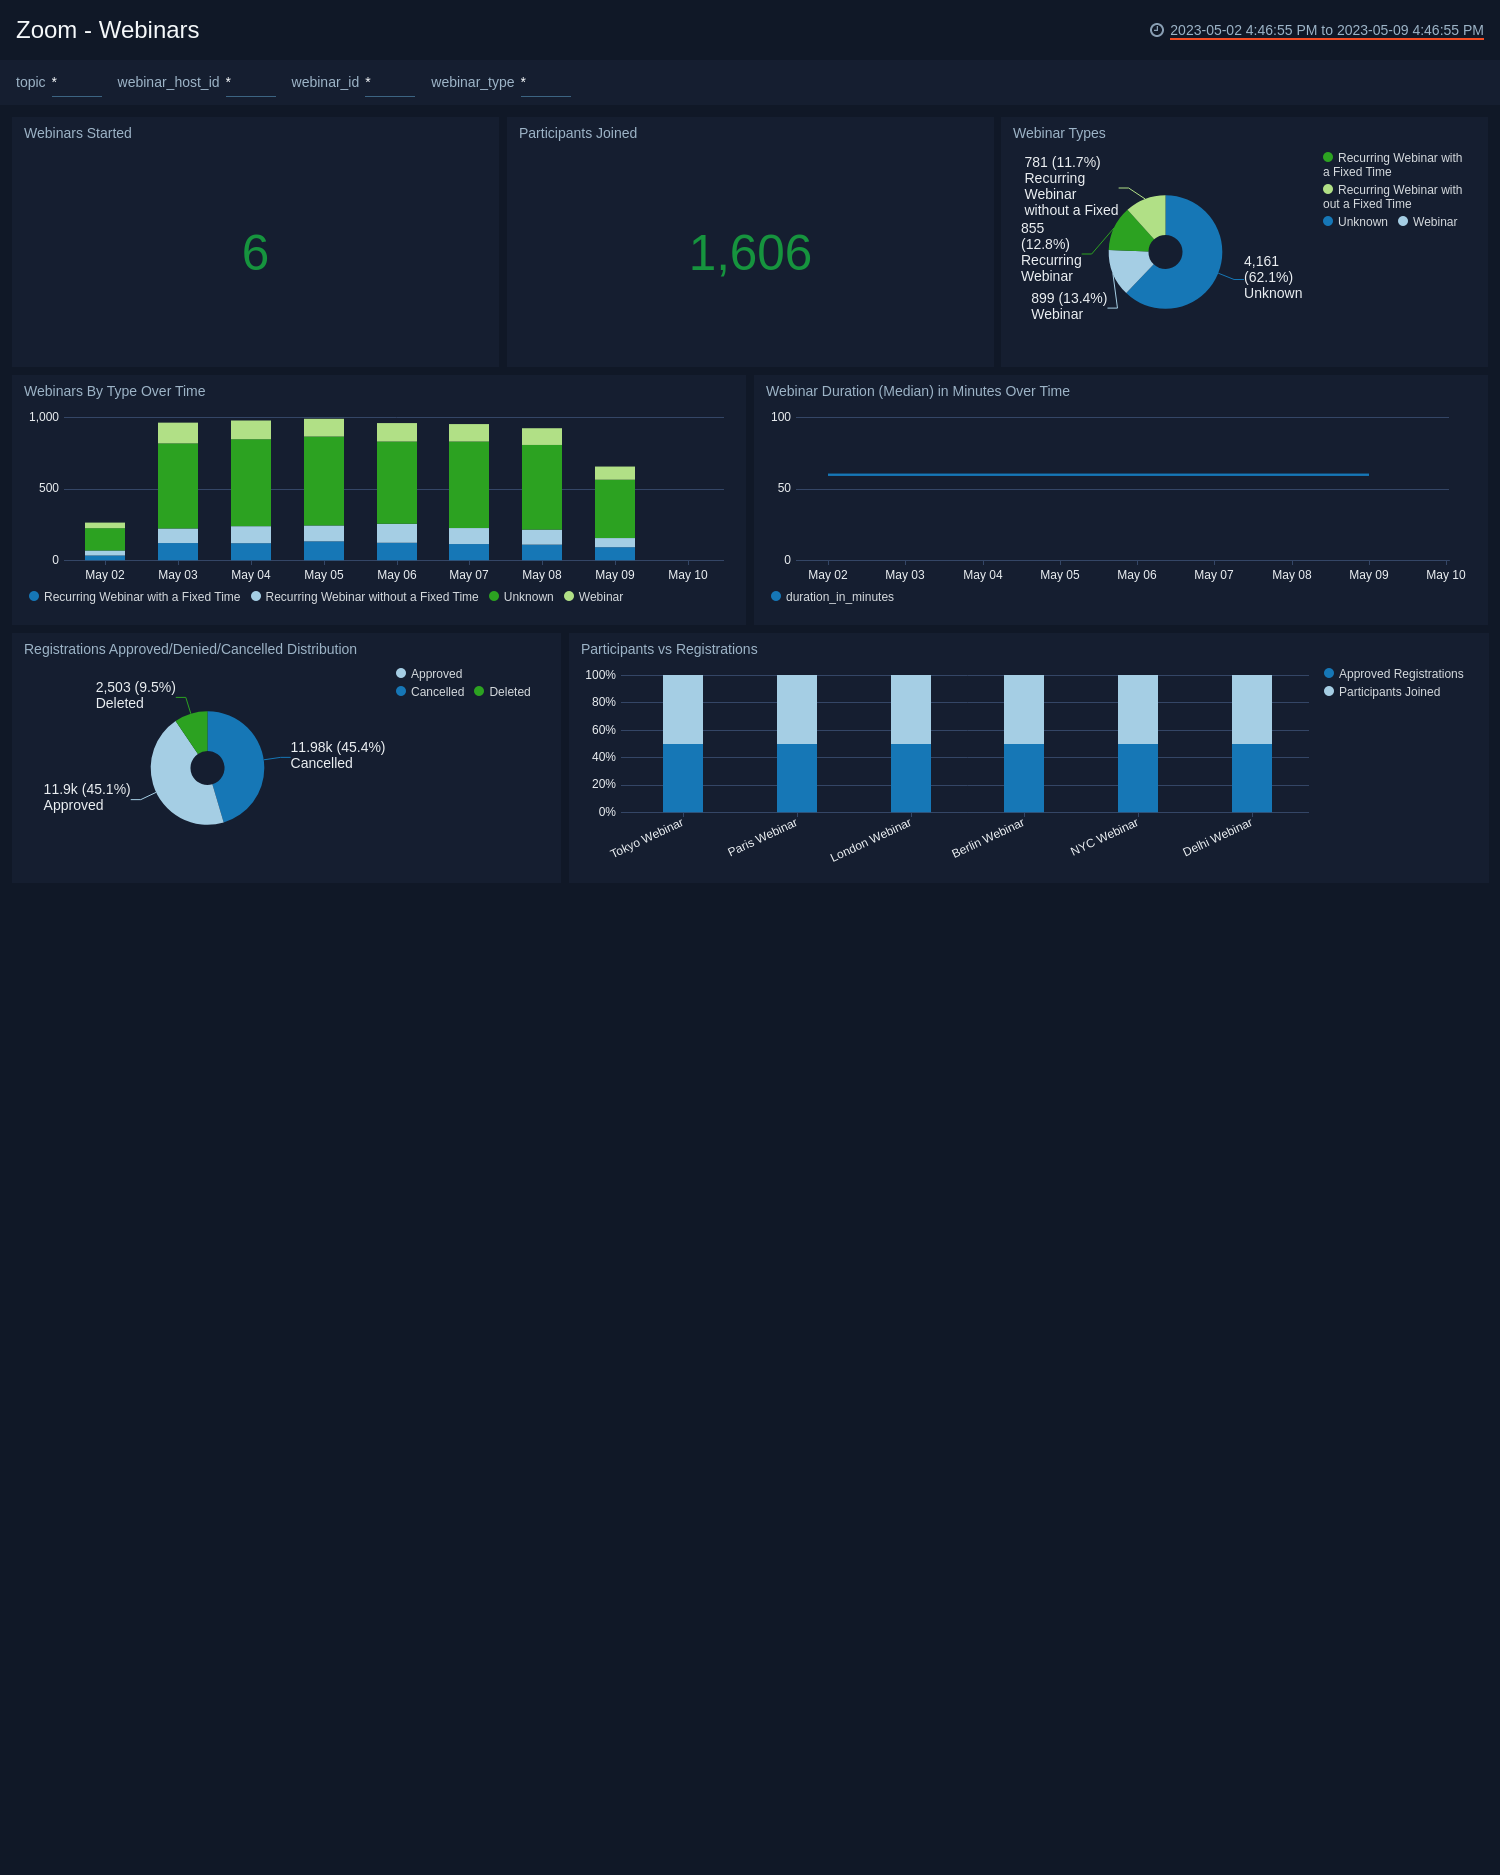 Zoom - Webinars
2023-05-02 4:46:55 PM to 2023-05-09 4:46:55 PM
topic * webinar_host_id * webinar_id * webinar_type *
Webinars Started
6
Participants Joined
1,606
Webinar Types
781 (11.7%)
Recurring
Webinar
without a Fixed
855
(12.8%)
Recurring
Webinar
899 (13.4%)
Webinar
4,161
(62.1%)
Unknown
Recurring Webinar with
a Fixed Time
Recurring Webinar with
out a Fixed Time
Unknown Webinar
Webinars By Type Over Time
1,000
500
0
May 02 May 03 May 04 May 05 May 06 May 07 May 08 May 09 May 10
Recurring Webinar with a Fixed Time Recurring Webinar without a Fixed Time Unknown Webinar
Webinar Duration (Median) in Minutes Over Time
100
50
0
May 02 May 03 May 04 May 05 May 06 May 07 May 08 May 09 May 10
duration_in_minutes
Registrations Approved/Denied/Cancelled Distribution
2,503 (9.5%)
Deleted
11.98k (45.4%)
Cancelled
11.9k (45.1%)
Approved
Approved
Cancelled Deleted
Participants vs Registrations
100%
80%
60%
40%
20%
0%
Tokyo Webinar Paris Webinar London Webinar Berlin Webinar NYC Webinar Delhi Webinar
Approved Registrations
Participants Joined